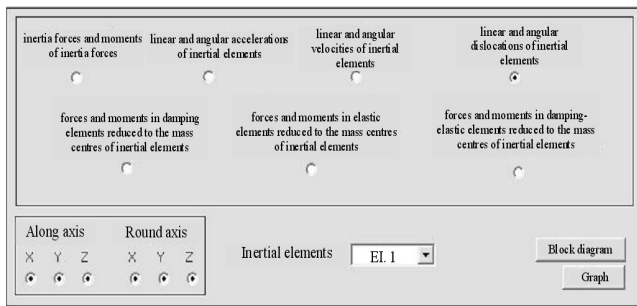 inertia forces and moments
of inertia forces
linear and angular accelerations
of inertial elements
linear and angular
velocities of inertial
elements
linear and angular
dislocations of inertial
elements
forces and moments in damping
elements reduced to the mass
centres of inertial elements
forces and moments in elastic
elements reduced to the mass centres
of inertial elements
forces and moments in damping-
elastic elements reduced to the mass
centres of inertial elements
Along axis
X Y Z
Round axis
X Y Z
Inertial elements
El. 1
Block diagram
Graph